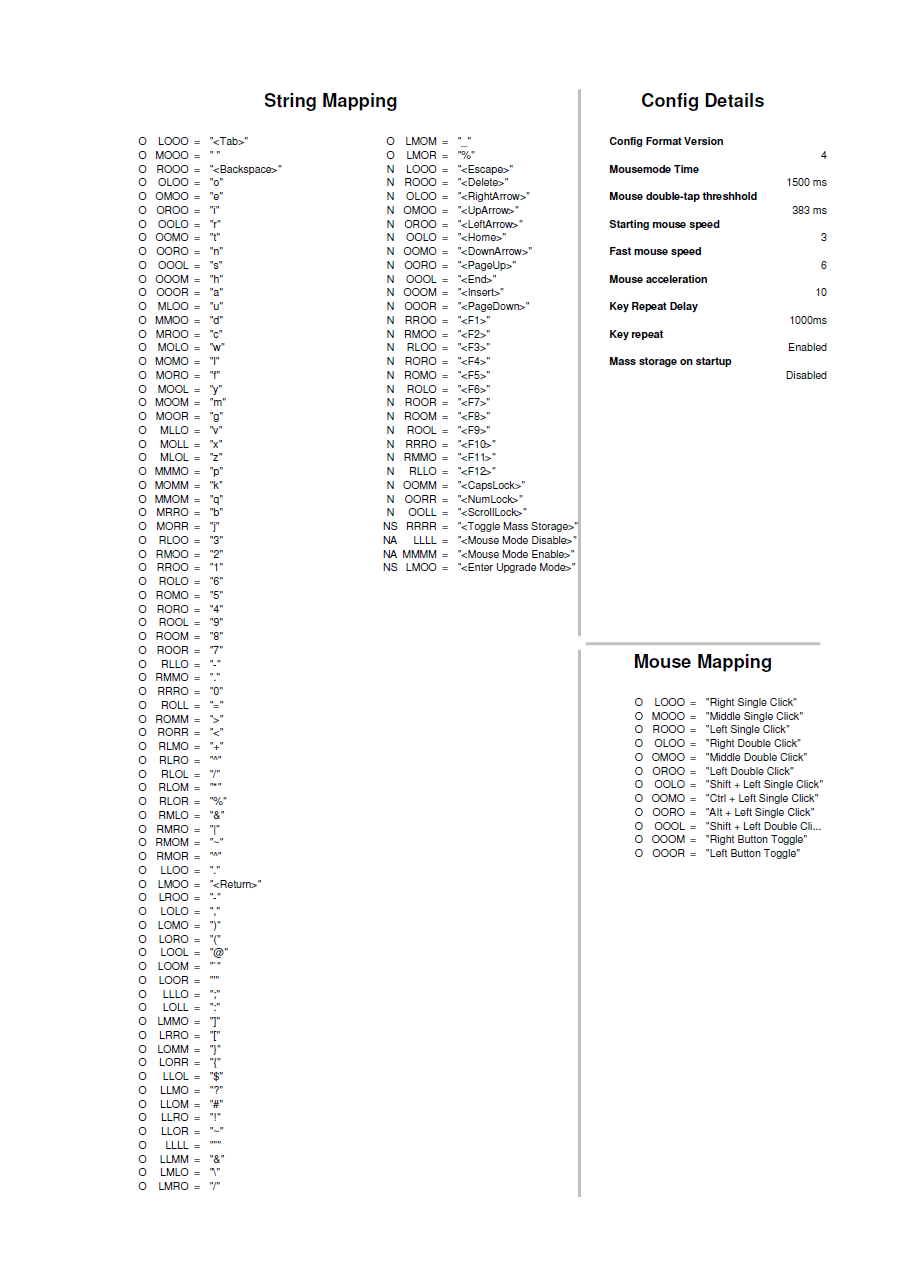 String Mapping
O LOOO = "<Tab>"
O MOOO = " "
O ROOO = "<Backspace>"
O OLOO = "o"
O OMOO = "e"
O OROO = "i"
O OOLO = "r"
O OOMO = "t"
O OORO = "n"
O OOOL = "s"
O OOOM = "h"
O OOOR = "a"
O MLOO = "u"
O MMOO = "d"
O MROO = "c"
O MOLO = "w"
O MOMO = "l"
O MORO = "f"
O MOOL = "y"
O MOOM = "m"
O MOOR = "g"
O MLLO = "v"
O MOLL = "x"
O MLOL = "z"
O MMMO = "p"
O MOMM = "k"
O MMOM = "q"
O MRRO = "b"
O MORR = "j"
O RLOO = "3"
O RMOO = "2"
O RROO = "1"
O ROLO = "6"
O ROMO = "5"
O RORO = "4"
O ROOL = "9"
O ROOM = "8"
O ROOR = "7"
O RLLO = "-"
O RMMO = "."
O RRRO = "0"
O ROLL = "="
O ROMM = ">"
O RORR = "<"
O RLMO = "+"
O RLRO = "^"
O RLOL = "/"
O RLOM = "*"
O RLOR = "%"
O RMLO = "&"
O RMRO = "|"
O RMOM = "~"
O RMOR = "^"
O LLOO = "."
O LMOO = "<Return>"
O LROO = "-"
O LOLO = ","
O LOMO = ")"
O LORO = "("
O LOOL = "@"
O LOOM = "`"
O LOOR = "'"
O LLLO = ";"
O LOLL = ":"
O LMMO = "]"
O LRRO = "["
O LOMM = "}"
O LORR = "{"
O LLOL = "$"
O LLMO = "?"
O LLOM = "#"
O LLRO = "!"
O LLOR = "~"
O LLLL = """
O LLMM = "&"
O LMLO = "\"
O LMRO = "/"
O LMOM = "_"
O LMOR = "%"
N LOOO = "<Escape>"
N ROOO = "<Delete>"
N OLOO = "<RightArrow>"
N OMOO = "<UpArrow>"
N OROO = "<LeftArrow>"
N OOLO = "<Home>"
N OOMO = "<DownArrow>"
N OORO = "<PageUp>"
N OOOL = "<End>"
N OOOM = "<Insert>"
N OOOR = "<PageDown>"
N RROO = "<F1>"
N RMOO = "<F2>"
N RLOO = "<F3>"
N RORO = "<F4>"
N ROMO = "<F5>"
N ROLO = "<F6>"
N ROOR = "<F7>"
N ROOM = "<F8>"
N ROOL = "<F9>"
N RRRO = "<F10>"
N RMMO = "<F11>"
N RLLO = "<F12>"
N OOMM = "<CapsLock>"
N OORR = "<NumLock>"
N OOLL = "<ScrollLock>"
NS RRRR = "<Toggle Mass Storage>"
NA LLLL = "<Mouse Mode Disable>"
NA MMMM = "<Mouse Mode Enable>"
NS LMOO = "<Enter Upgrade Mode>"
Config Details
Config Format Version
4
Mousemode Time
1500 ms
Mouse double-tap threshhold
383 ms
Starting mouse speed
3
Fast mouse speed
6
Mouse acceleration
10
Key Repeat Delay
1000ms
Key repeat
Enabled
Mass storage on startup
Disabled
Mouse Mapping
O LOOO = "Right Single Click"
O MOOO = "Middle Single Click"
O ROOO = "Left Single Click"
O OLOO = "Right Double Click"
O OMOO = "Middle Double Click"
O OROO = "Left Double Click"
O OOLO = "Shift + Left Single Click"
O OOMO = "Ctrl + Left Single Click"
O OORO = "Alt + Left Single Click"
O OOOL = "Shift + Left Double Cli...
O OOOM = "Right Button Toggle"
O OOOR = "Left Button Toggle"